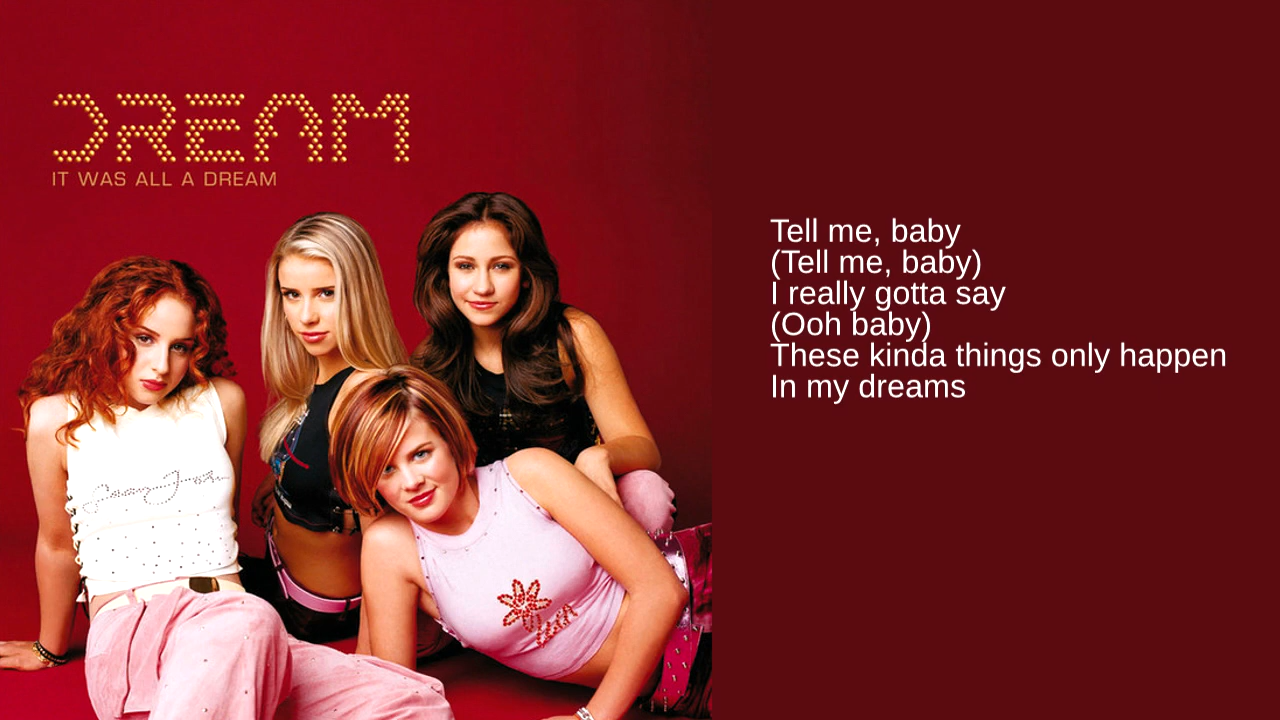 DREAM
IT WAS ALL A DREAM
Tell me, baby
(Tell me, baby)
I really gotta say
(Ooh baby)
These kinda things only happen
In my dreams